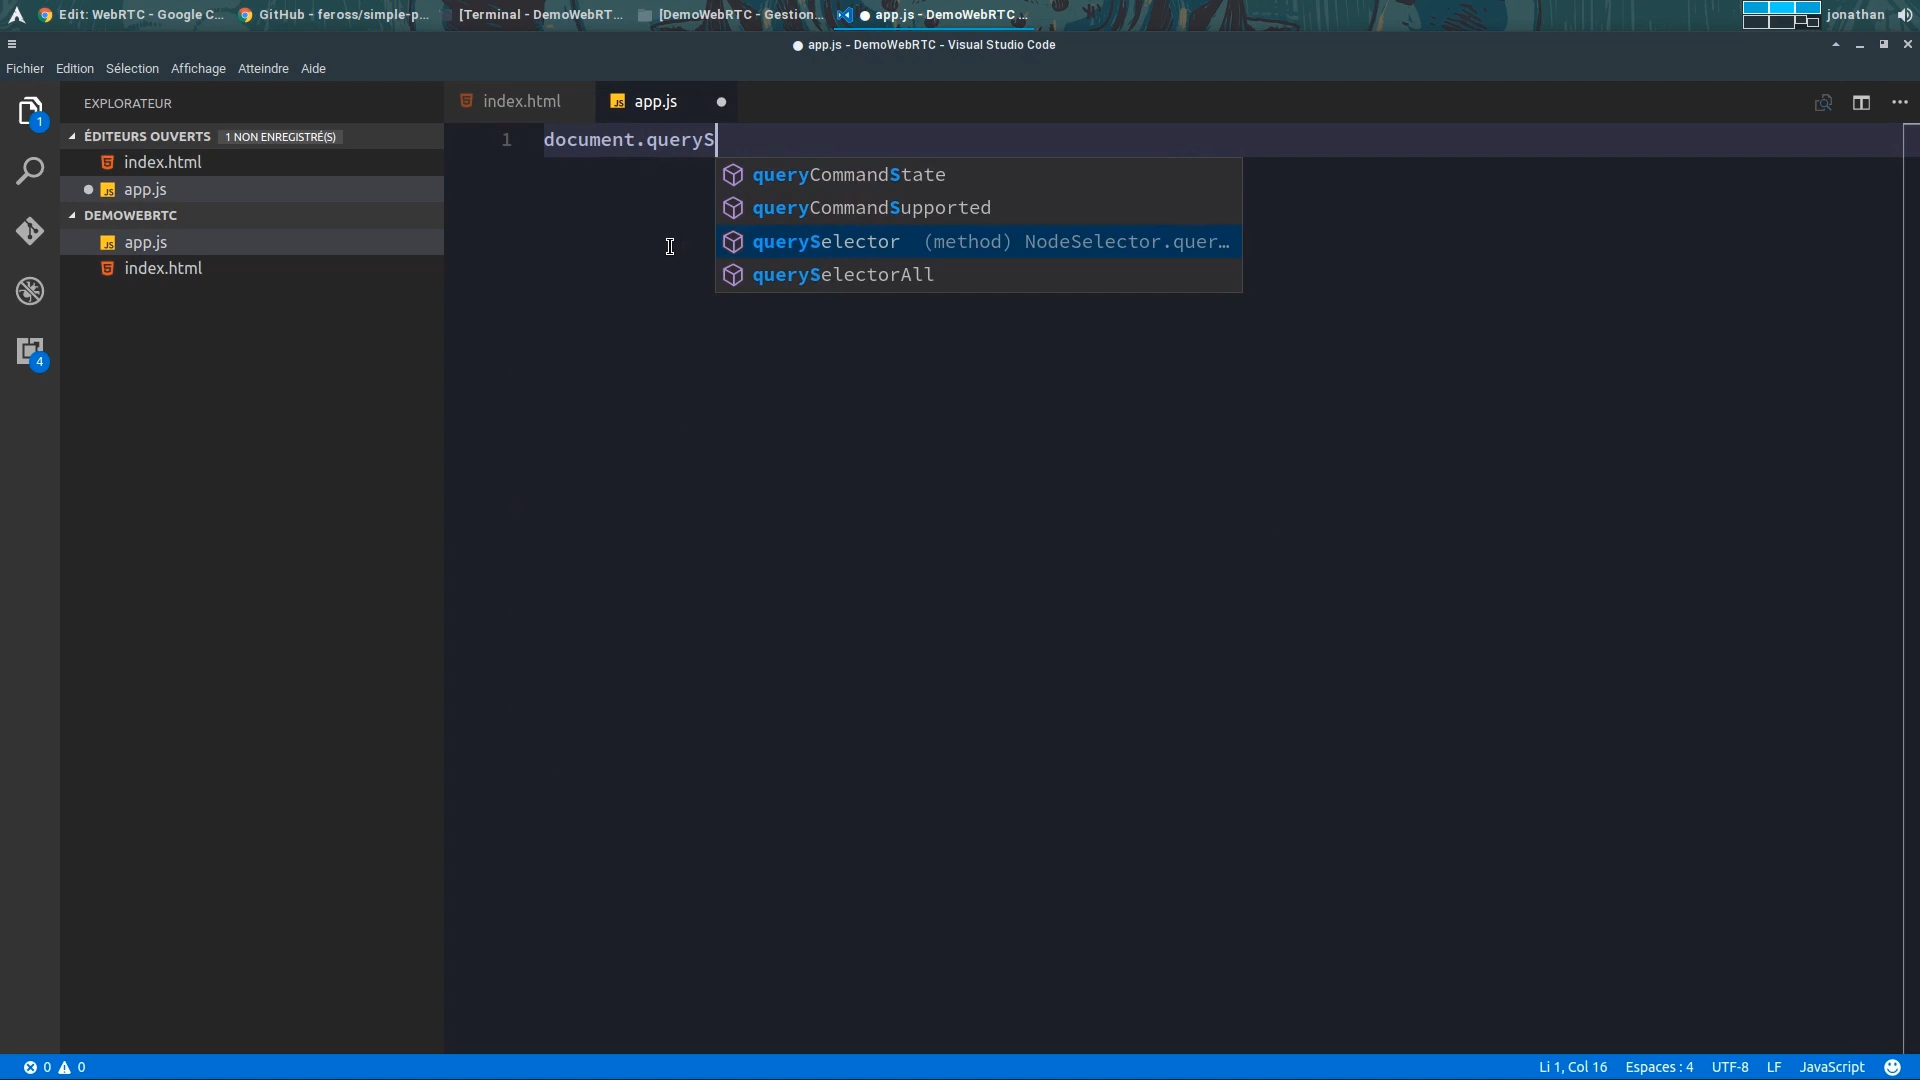 Edit: WebRTC - Google C...
GitHub - feross/simple-p...
[Terminal - DemoWebRT...
[DemoWebRTC - Gestion...
● app.js - DemoWebRTC ...
jonathan
● app.js - DemoWebRTC - Visual Studio Code
Fichier Edition Sélection Affichage Atteindre Aide
EXPLORATEUR
ÉDITEURS OUVERTS 1 NON ENREGISTRÉ(S)
index.html
app.js
DEMOWEBRTC
app.js
index.html
1
4
index.html
app.js
1 document.queryS
queryCommandState
queryCommandSupported
querySelector (method) NodeSelector.quer…
querySelectorAll
0 0
Li 1, Col 16 Espaces : 4 UTF-8 LF JavaScript